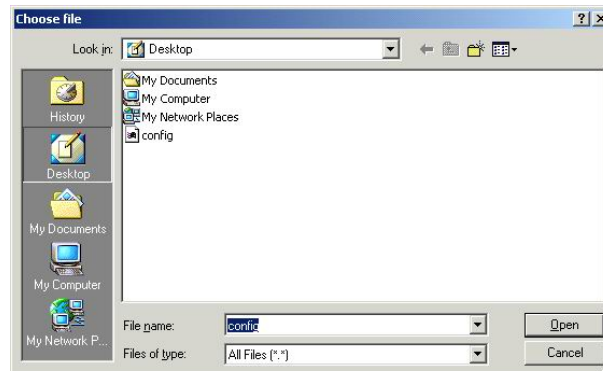 Choose file
Look in: Desktop
History
Desktop
My Documents
My Computer
My Network P...
My Documents
My Computer
My Network Places
config
File name: config
Open
Files of type: All Files (*.*)
Cancel